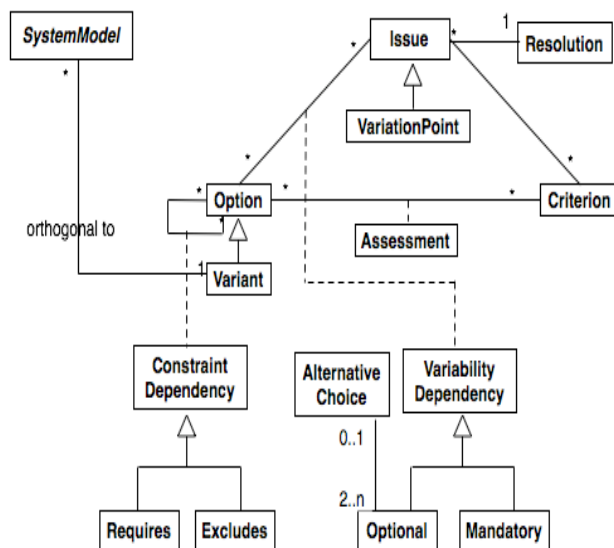 SystemModel
*
Issue
*
*
1
Resolution
VariationPoint
*
*
*
Option
*
*
*
Criterion
orthogonal to
Assessment
1
Variant
Constraint
Dependency
Alternative
Choice
Variability
Dependency
0..1
2..n
Requires
Excludes
Optional
Mandatory